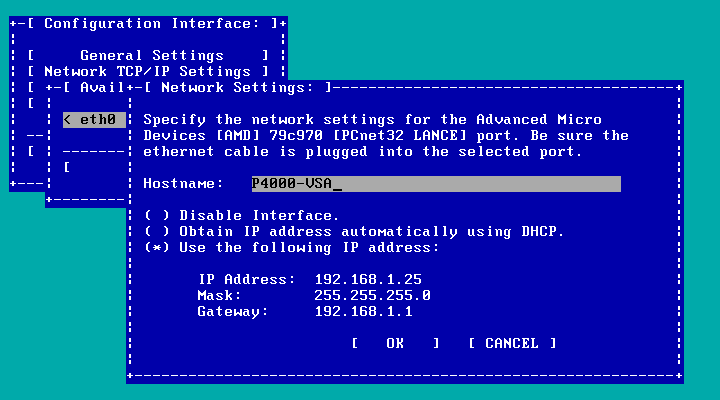 [ Configuration Interface: ]
[ General Settings ]
[ Network TCP/IP Settings ]
[ Avail
[ Network Settings: ]
< eth0
Specify the network settings for the Advanced Micro
Devices [AMD] 79c970 [PCnet32 LANCE] port. Be sure the
ethernet cable is plugged into the selected port.
Hostname: P4000-VSA_
( ) Disable Interface.
( ) Obtain IP address automatically using DHCP.
(*) Use the following IP address:
IP Address: 192.168.1.25
Mask: 255.255.255.0
Gateway: 192.168.1.1
[ OK ] [ CANCEL ]